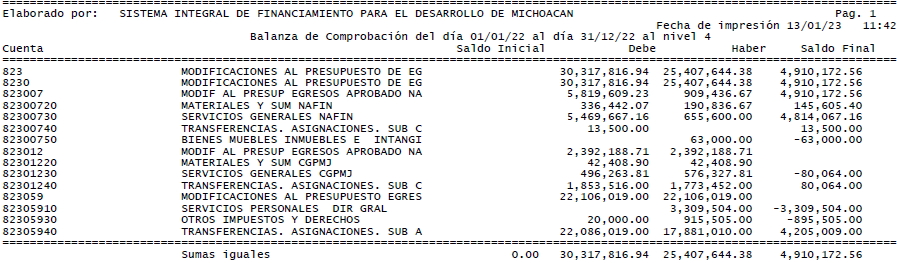 Elaborado por:   SISTEMA INTEGRAL DE FINANCIAMIENTO PARA EL DESARROLLO DE MICHOACAN   Pag. 1
Fecha de impresión 13/01/23   11:42
Balanza de Comprobación del día 01/01/22 al día 31/12/22 al nivel 4
Cuenta   Saldo Inicial   Debe   Haber   Saldo Final
823   MODIFICACIONES AL PRESUPUESTO DE EG   30,317,816.94   25,407,644.38   4,910,172.56
8230   MODIFICACIONES AL PRESUPUESTO DE EG   30,317,816.94   25,407,644.38   4,910,172.56
823007   MODIF AL PRESUP EGRESOS APROBADO NA   5,819,609.23   909,436.67   4,910,172.56
82300720   MATERIALES Y SUM NAFIN   336,442.07   190,836.67   145,605.40
82300730   SERVICIOS GENERALES NAFIN   5,469,667.16   655,600.00   4,814,067.16
82300740   TRANSFERENCIAS. ASIGNACIONES. SUB C   13,500.00   13,500.00
82300750   BIENES MUEBLES INMUEBLES E  INTANGI   63,000.00   -63,000.00
823012   MODIF AL PRESUP EGRESOS APROBADO NA   2,392,188.71   2,392,188.71
82301220   MATERIALES Y SUM CGPMJ   42,408.90   42,408.90
82301230   SERVICIOS GENERALES CGPMJ   496,263.81   576,327.81   -80,064.00
82301240   TRANSFERENCIAS. ASIGNACIONES. SUB C   1,853,516.00   1,773,452.00   80,064.00
823059   MODIFICACIONES AL PRESUPUESTO EGRES   22,106,019.00   22,106,019.00
82305910   SERVICIOS PERSONALES  DIR GRAL   3,309,504.00   -3,309,504.00
82305930   OTROS IMPUESTOS Y DERECHOS   20,000.00   915,505.00   -895,505.00
82305940   TRANSFERENCIAS. ASIGNACIONES. SUB A   22,086,019.00   17,881,010.00   4,205,009.00
Sumas iguales   0.00   30,317,816.94   25,407,644.38   4,910,172.56